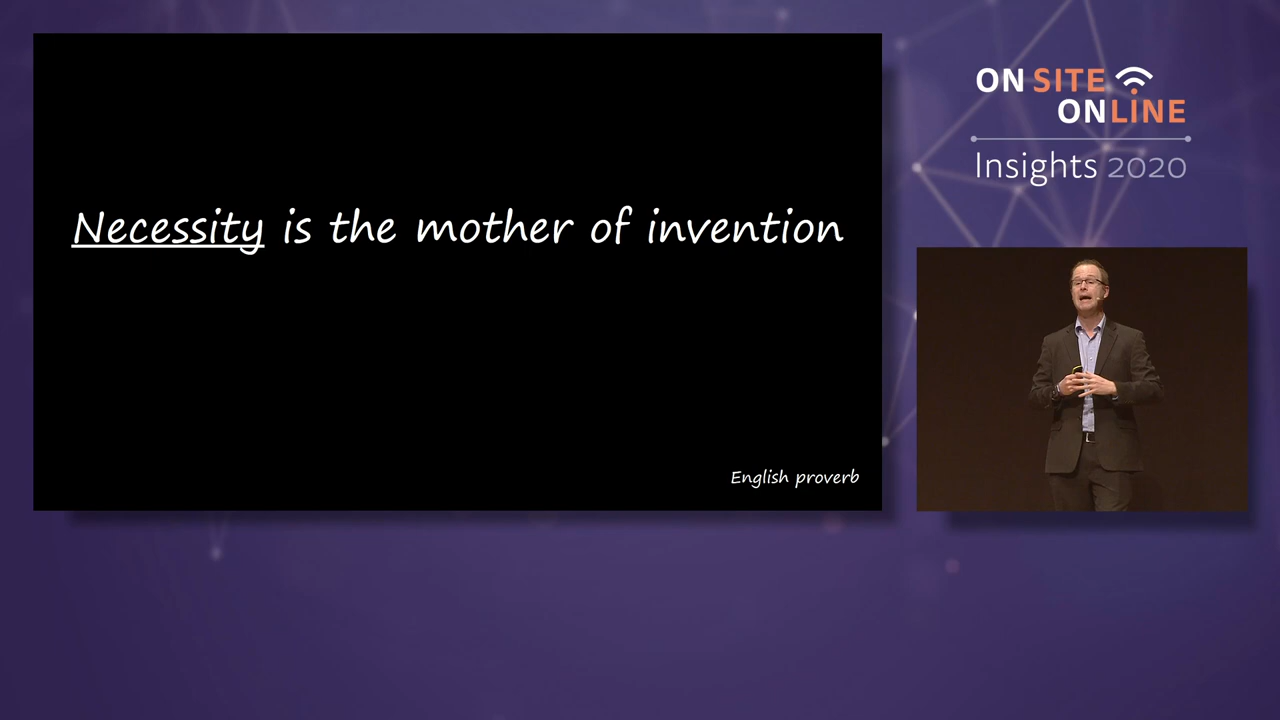 Necessity is the mother of invention
English proverb
ON SITE
ONLINE
Insights 2020